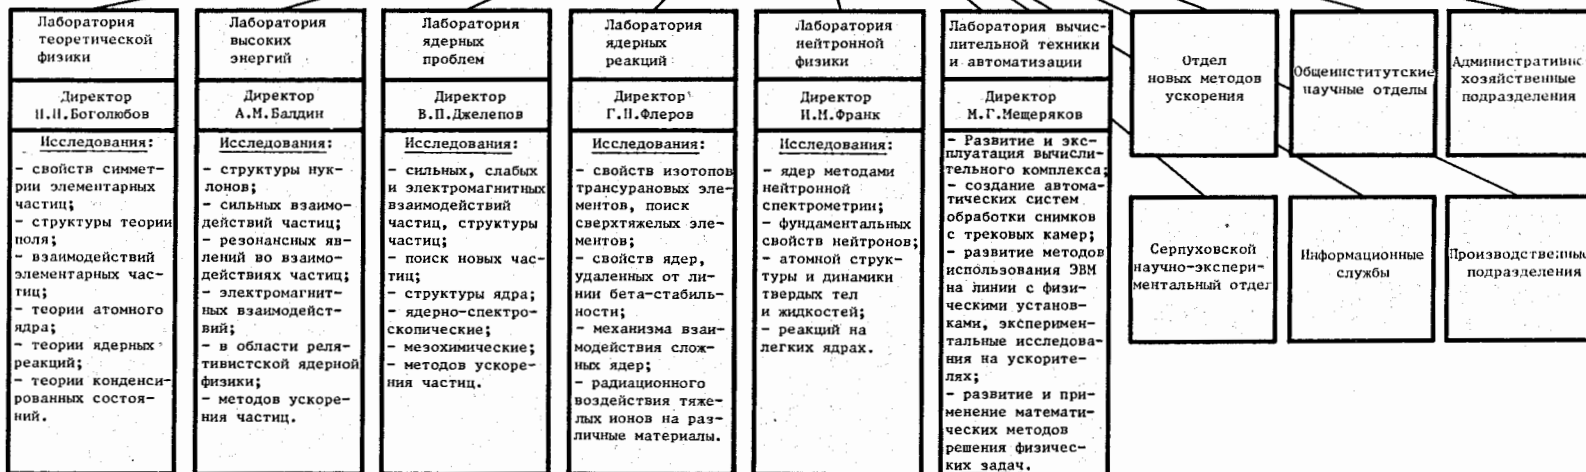 Лаборатория
теоретической
физики
Директор
Н.Н.Боголюбов
Исследования:
- свойств симмет-
рии элементарных
частиц;
- структуры теории
поля;
- взаимодействий
элементарных час-
тиц;
- теории атомного
ядра;
- теории ядерных
реакций;
- теории конденси-
рованных состоя-
ний.
Лаборатория
высоких
энергий
Директор
А.М.Балдин
Исследования:
- структуры нук-
лонов;
- сильных взаимо-
действий частиц;
- резонансных яв-
лений во взаимо-
действиях частиц;
- электромагнит-
ных взаимодейст-
вий;
- в области реля-
тивистской ядерной
физики;
- методов ускоре-
ния частиц.
Лаборатория
ядерных
проблем
Директор
В.П.Джелепов
Исследования:
- сильных, слабых
и электромагнитных
взаимодействий
частиц, структуры
частиц;
- поиск новых час-
тиц;
- структуры ядра;
- ядерно-спектро-
скопические;
- мезохимические;
- методов ускоре-
ния частиц.
Лаборатория
ядерных
реакций
Директор
Г.Н.Флеров
Исследования:
- свойств изотопов
трансурановых эле-
ментов, поиск
сверхтяжелых эле-
ментов;
- свойств ядер,
удаленных от ли-
нии бета-стабиль-
ности;
- механизма взаи-
модействия слож-
ных ядер;
- радиационного
воздействия тяже-
лых ионов на раз-
личные материалы.
Лаборатория
нейтронной
физики
Директор
И.М.Франк
Исследования:
- ядер методами
нейтронной
спектрометрии;
- фундаментальных
свойств нейтронов;
- атомной струк-
туры и динамики
твердых тел
и жидкостей;
- реакций на
легких ядрах.
Лаборатория вычис-
лительной техники
и автоматизации
Директор
М.Г.Мещеряков
- Развитие и экс-
плуатация вычисли-
тельного комплекса;
- создание автома-
тических систем
обработки снимков
с трековых камер;
- развитие методов
использования ЭВМ
на линии с физи-
ческими установ-
ками, эксперимен-
тальные исследова-
ния на ускорите-
лях;
- развитие и при-
менение математи-
ческих методов
решения физичес-
ких задач.
Отдел
новых методов
ускорения
Общеинститутские
научные отделы
Административно
хозяйственные
подразделения
Серпуховской
научно-экспери-
ментальный отдел
Информационные
службы
Производственные
подразделения